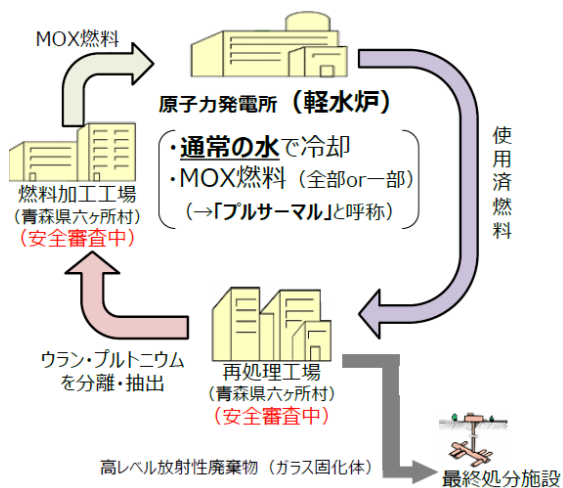 MOX燃料
原子力発電所（軽水炉）
・通常の水で冷却
・MOX燃料（全部or一部）
（→「プルサーマル」と呼称）
使用済燃料
燃料加工工場
（青森県六ヶ所村）
（安全審査中）
ウラン・プルトニウム
を分離・抽出
再処理工場
（青森県六ヶ所村）
（安全審査中）
高レベル放射性廃棄物（ガラス固化体）
最終処分施設